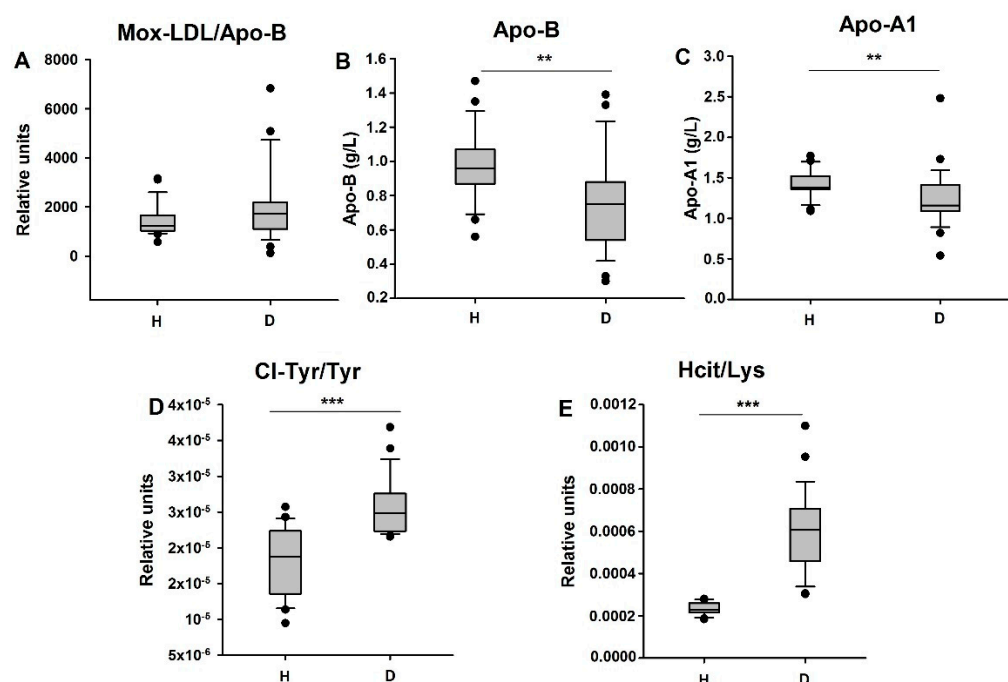 Mox-LDL/Apo-B
A
Relative units
8000
6000
4000
2000
0
H
D
Apo-B
B
**
Apo-B (g/L)
1.6
1.4
1.2
1.0
0.8
0.6
0.4
0.2
H
D
Apo-A1
C
**
Apo-A1 (g/L)
3.0
2.5
2.0
1.5
1.0
0.5
0.0
H
D
Cl-Tyr/Tyr
D
***
Relative units
4x10⁻⁵
4x10⁻⁵
3x10⁻⁵
3x10⁻⁵
2x10⁻⁵
2x10⁻⁵
10⁻⁵
5x10⁻⁶
H
D
Hcit/Lys
E
***
Relative units
0.0012
0.0010
0.0008
0.0006
0.0004
0.0002
0.0000
H
D